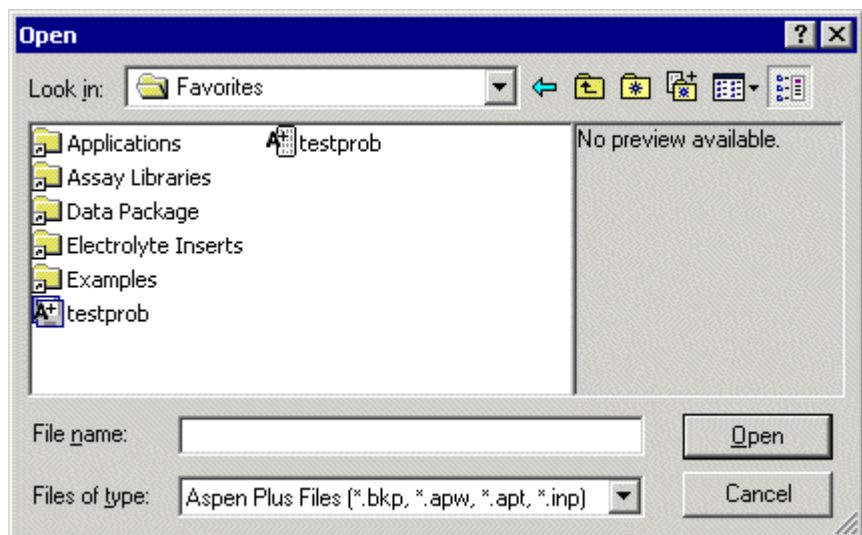 Open
Look in: Favorites
Applications
Assay Libraries
Data Package
Electrolyte Inserts
Examples
A+ testprob
A+ testprob
No preview available.
File name:
Open
Files of type: Aspen Plus Files (*.bkp, *.apw, *.apt, *.inp)
Cancel